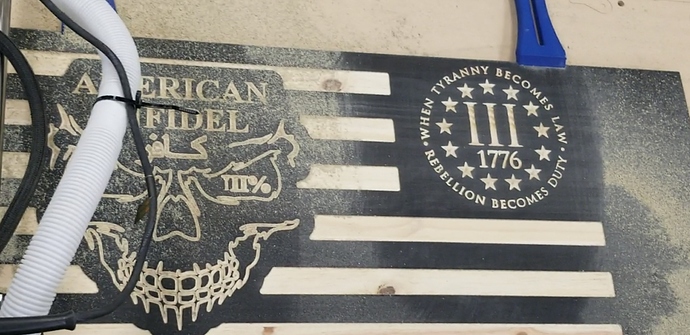 AMERICAN
INFIDEL
كافر
III%
WHEN TYRANNY BECOMES LAW
III
1776
REBELLION BECOMES DUTY